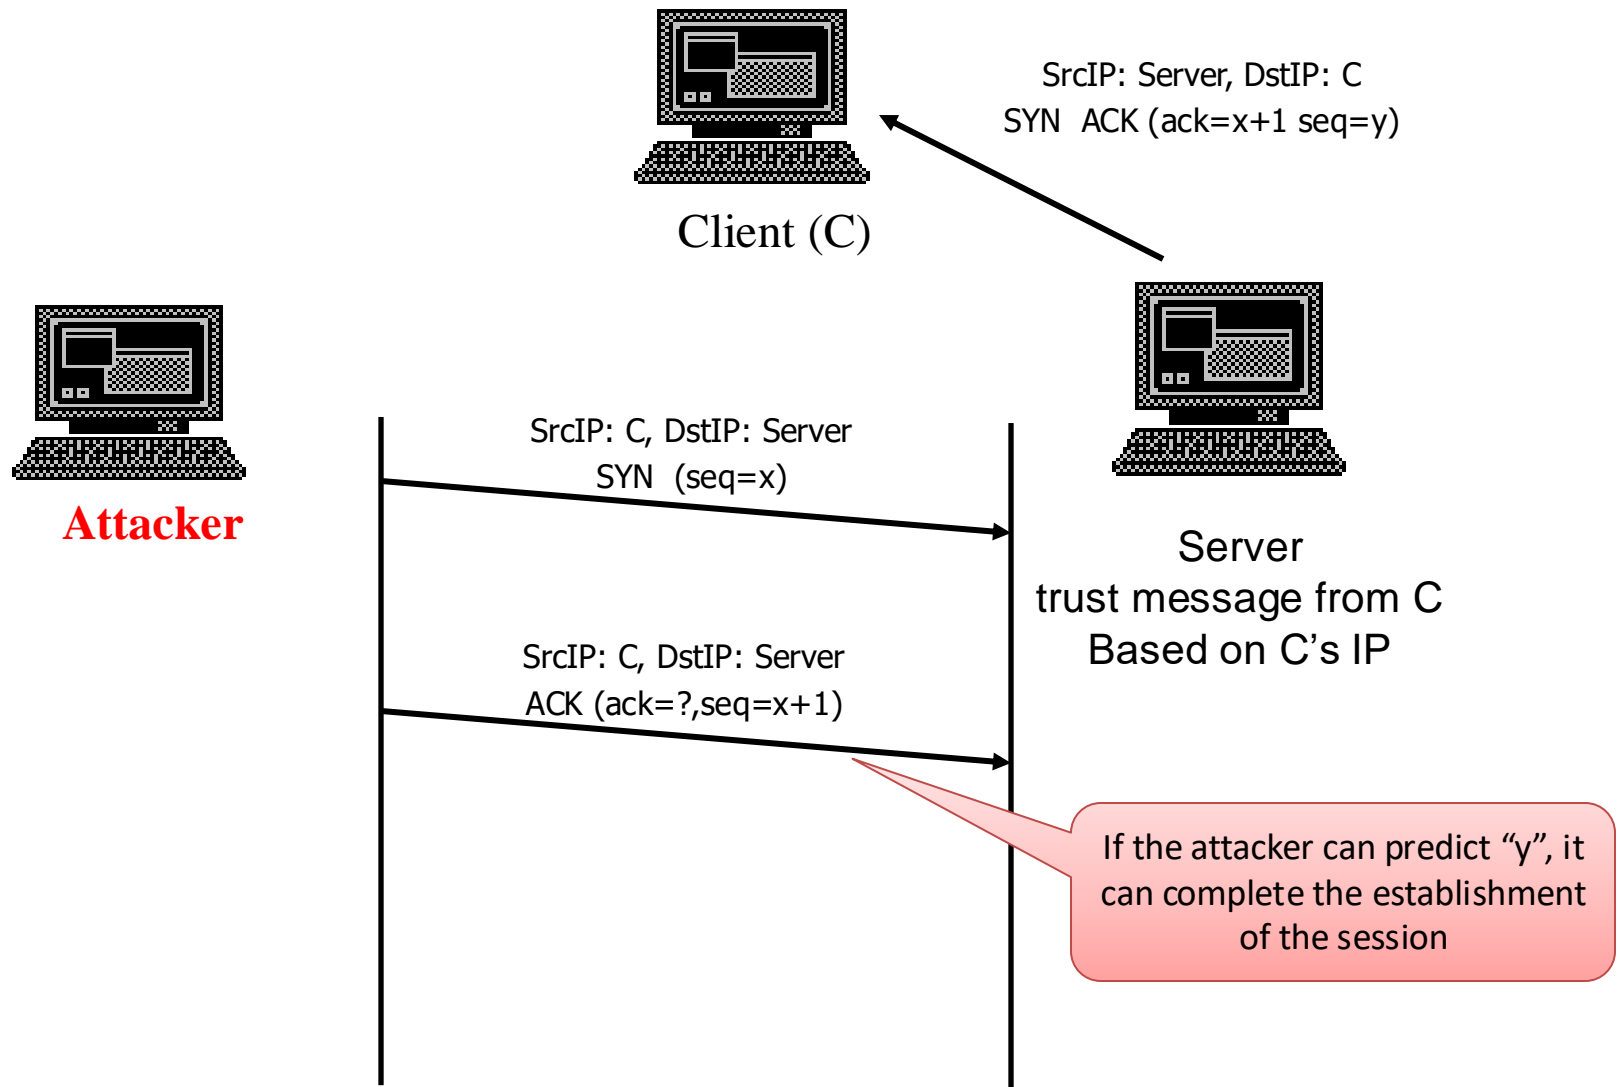 SrcIP: Server, DstIP: C
SYN ACK (ack=x+1 seq=y)
Client (C)
Attacker
SrcIP: C, DstIP: Server
SYN (seq=x)
Server
trust message from C
Based on C’s IP
SrcIP: C, DstIP: Server
ACK (ack=?,seq=x+1)
If the attacker can predict “y”, it
can complete the establishment
of the session